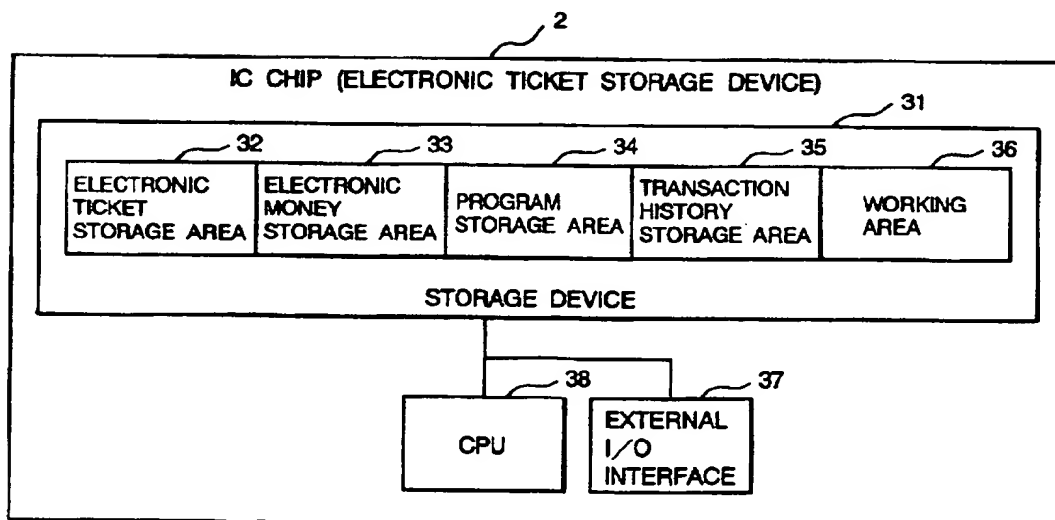 2
IC CHIP (ELECTRONIC TICKET STORAGE DEVICE)
31
32
33
34
35
36
ELECTRONIC
TICKET
STORAGE AREA
ELECTRONIC
MONEY
STORAGE AREA
PROGRAM
STORAGE AREA
TRANSACTION
HISTORY
STORAGE AREA
WORKING
AREA
STORAGE DEVICE
38
37
CPU
EXTERNAL
I/O
INTERFACE